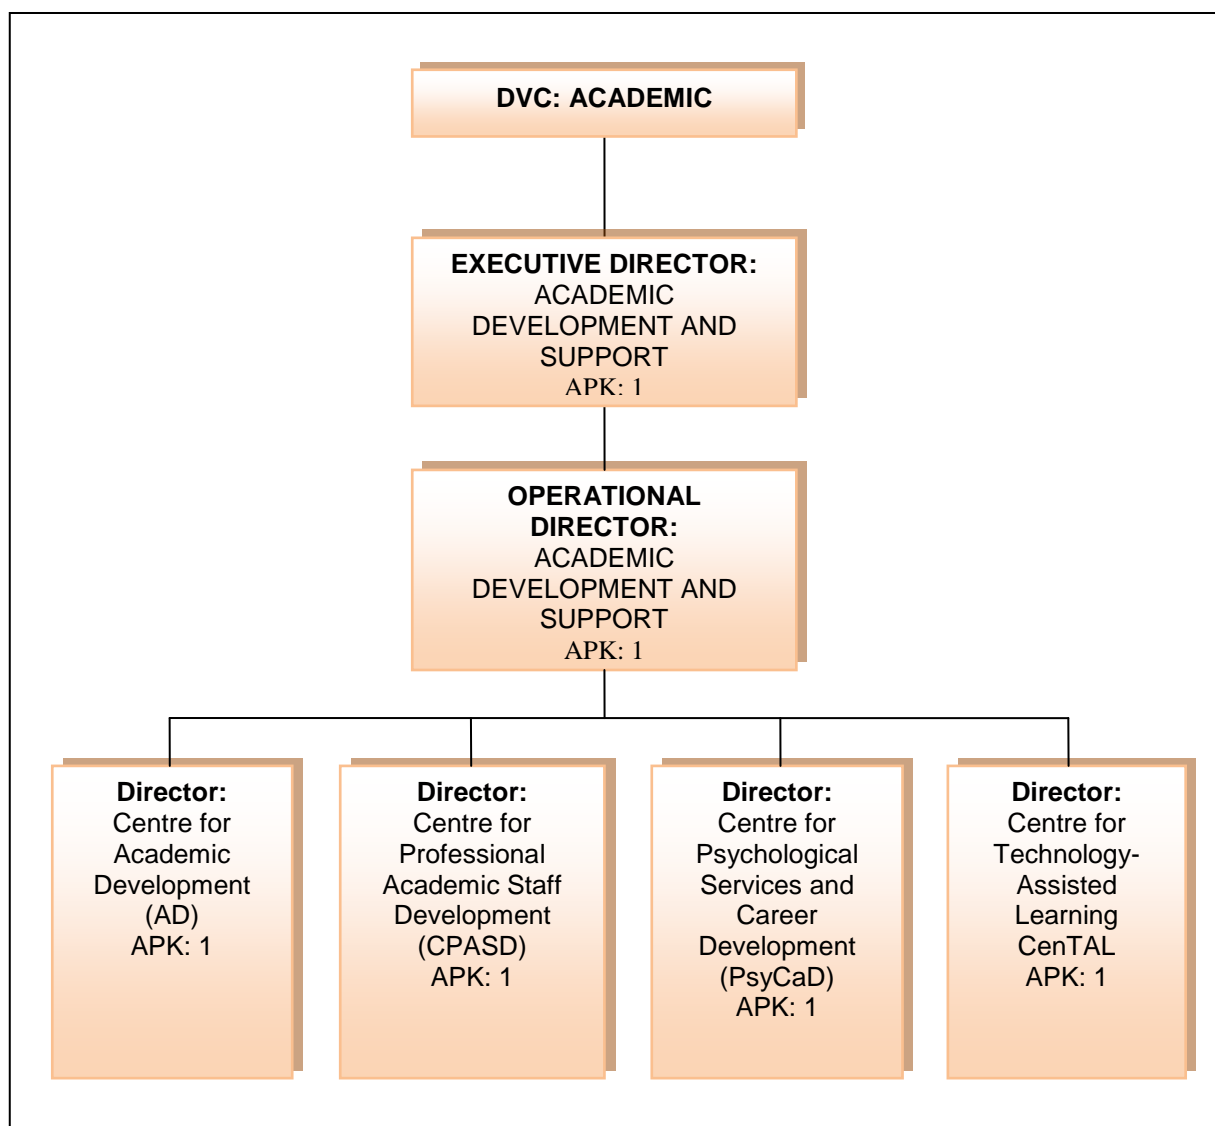 DVC: ACADEMIC
EXECUTIVE DIRECTOR:
ACADEMIC
DEVELOPMENT AND
SUPPORT
APK: 1
OPERATIONAL
DIRECTOR:
ACADEMIC
DEVELOPMENT AND
SUPPORT
APK: 1
Director:
Centre for
Academic
Development
(AD)
APK: 1
Director:
Centre for
Professional
Academic Staff
Development
(CPASD)
APK: 1
Director:
Centre for
Psychological
Services and
Career
Development
(PsyCaD)
APK: 1
Director:
Centre for
Technology-
Assisted
Learning
CenTAL
APK: 1